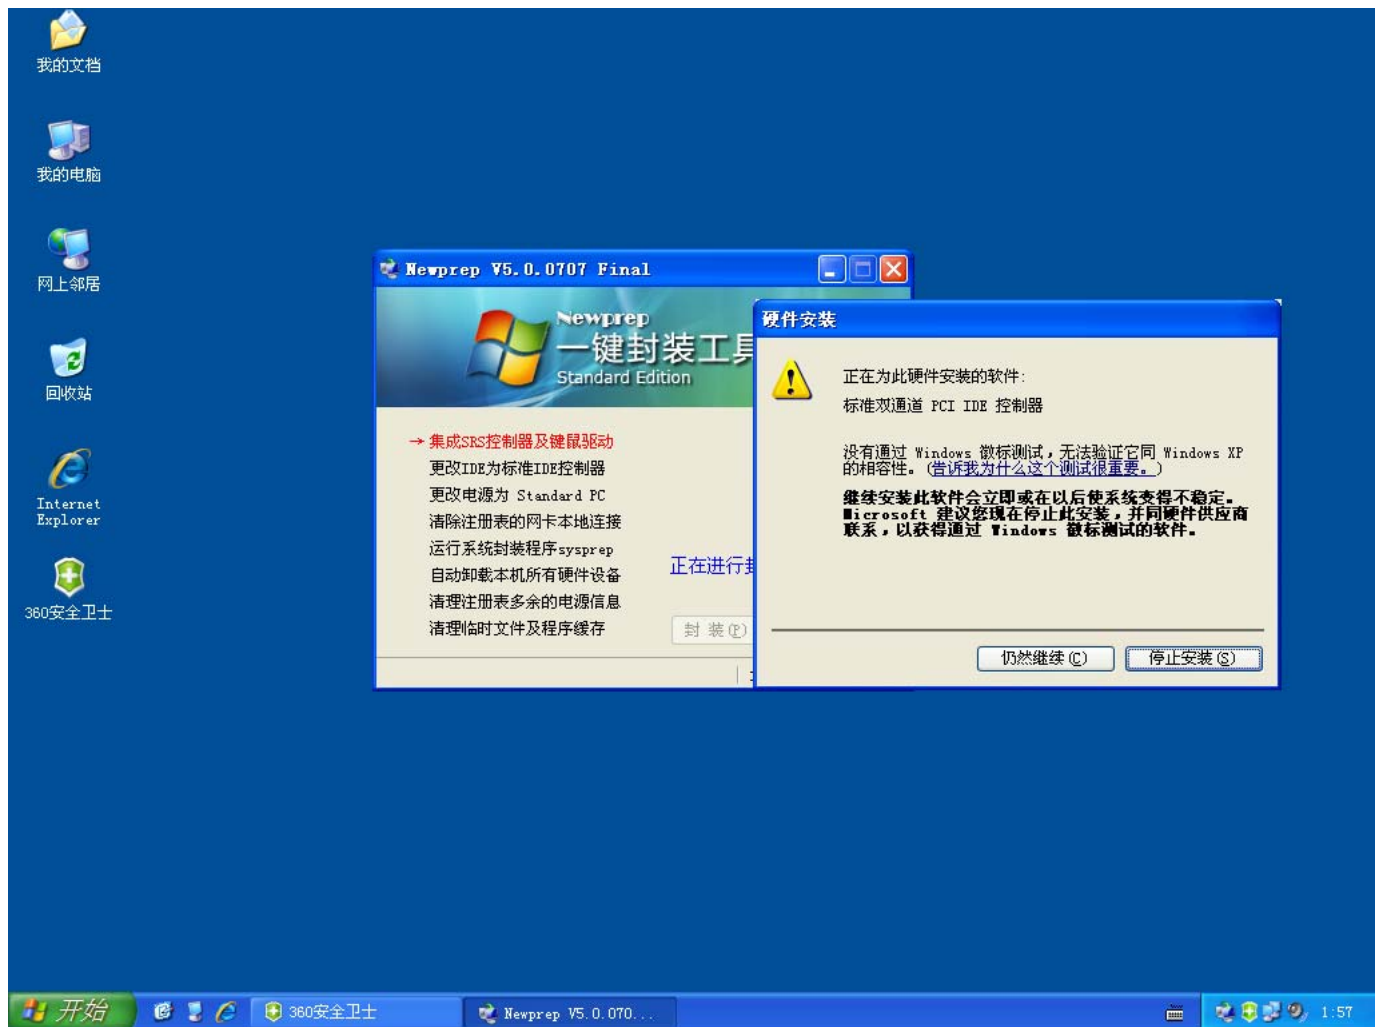 我的文档
我的电脑
网上邻居
回收站
Internet
Explorer
360安全卫士
Newprep V5.0.0707 Final
Newprep
一键封装工具
Standard Edition
→ 集成SRS控制器及键鼠驱动
更改IDE为标准IDE控制器
更改电源为 Standard PC
清除注册表的网卡本地连接
运行系统封装程序sysprep
自动卸载本机所有硬件设备
清理注册表多余的电源信息
清理临时文件及程序缓存
正在进行封
封 装(P)
硬件安装
正在为此硬件安装的软件:
标准双通道 PCI IDE 控制器
没有通过 Windows 徽标测试，无法验证它同 Windows XP
的相容性。(告诉我为什么这个测试很重要。)
继续安装此软件会立即或在以后使系统变得不稳定。
Microsoft 建议您现在停止此安装，并同硬件供应商
联系，以获得通过 Windows 徽标测试的软件。
仍然继续(C)
停止安装(S)
开始
360安全卫士
Newprep V5.0.070...
1:57